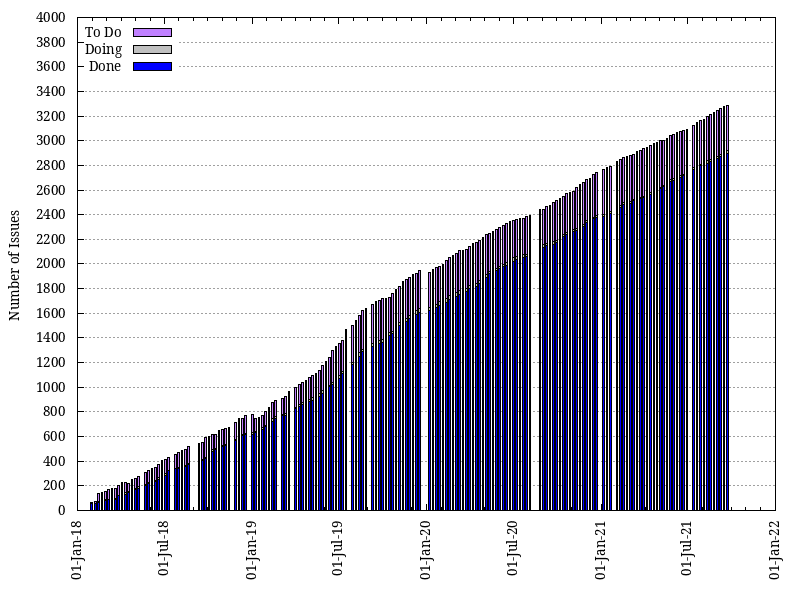 4000
3800
3600
3400
3200
3000
2800
2600
2400
2200
2000
1800
1600
1400
1200
1000
800
600
400
200
0
To Do
Doing
Done
Number of Issues
01-Jan-18
01-Jul-18
01-Jan-19
01-Jul-19
01-Jan-20
01-Jul-20
01-Jan-21
01-Jul-21
01-Jan-22